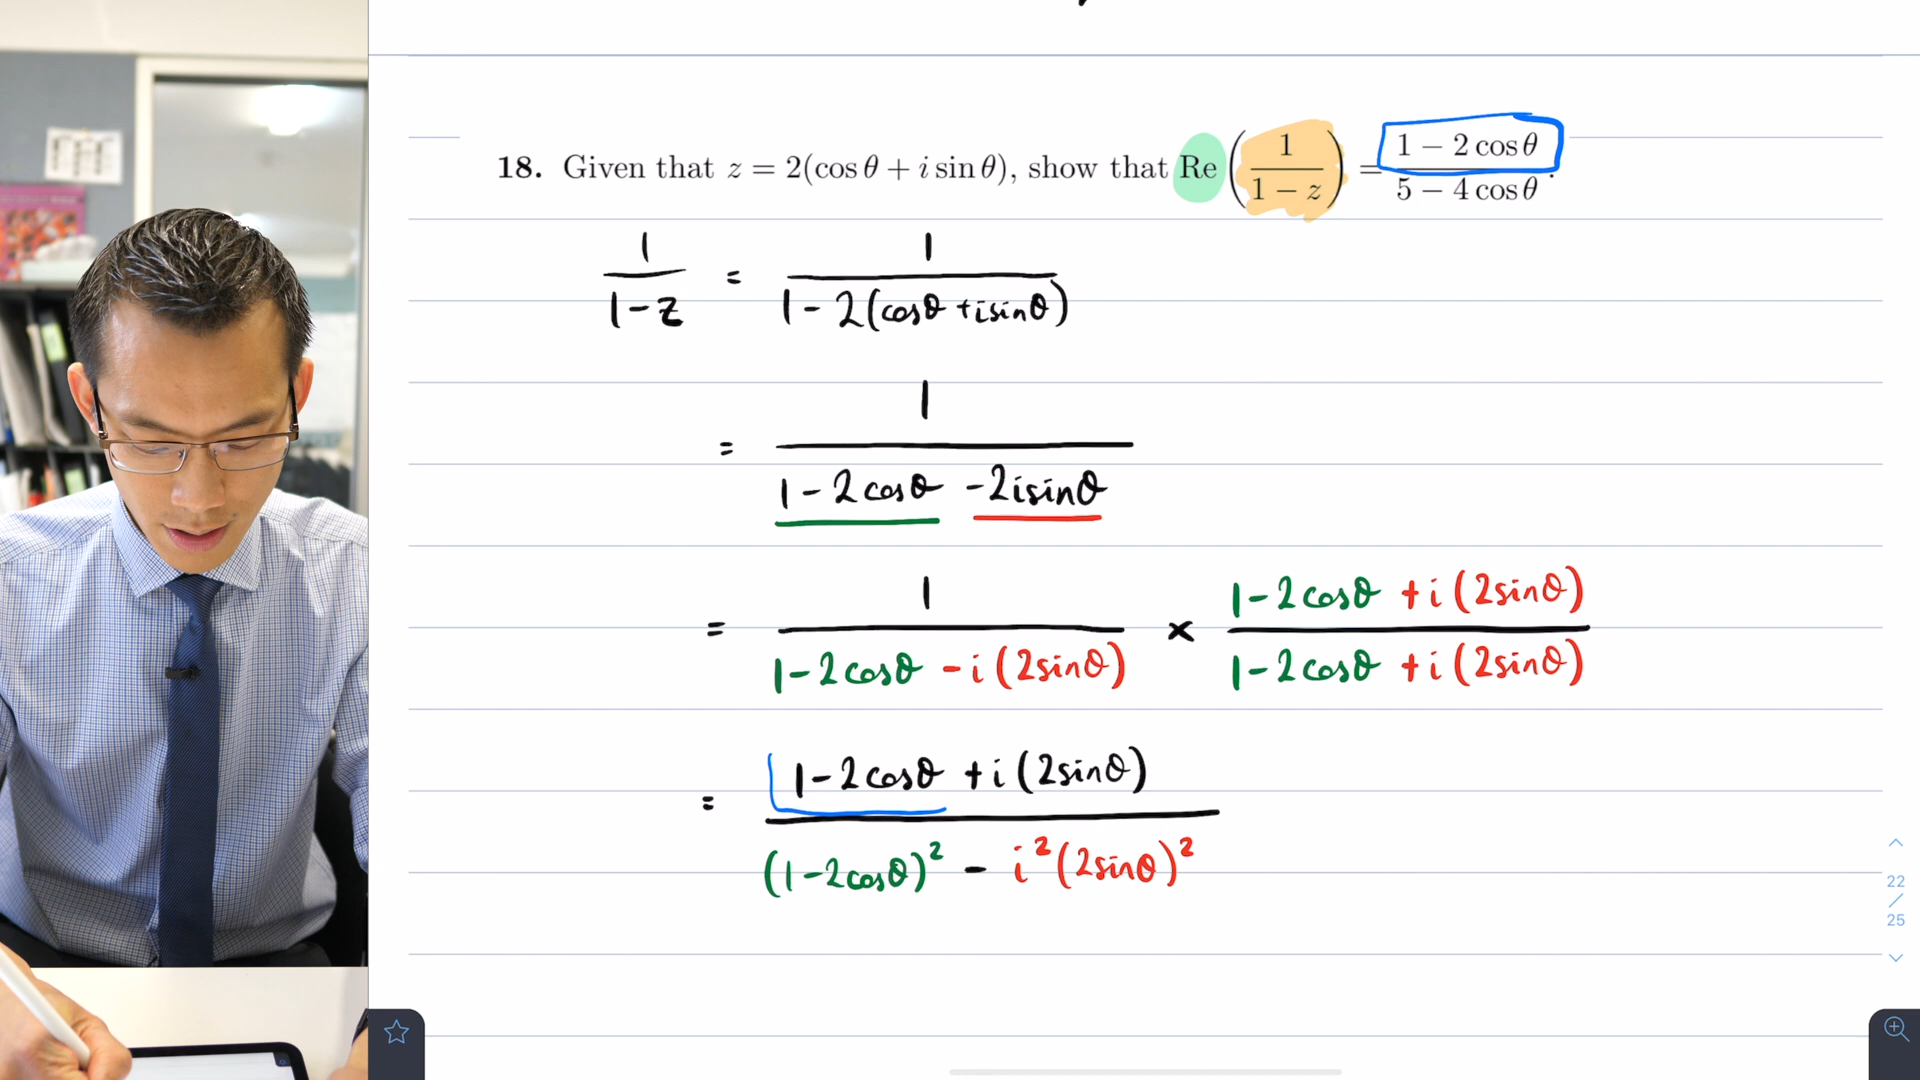 18. Given that z = 2(cos θ + i sin θ), show that Re (1/(1 − z)) = (1 − 2 cos θ)/(5 − 4 cos θ).
1/(1-z) = 1/(1-2(cosθ+isinθ))
= 1/(1-2cosθ -2isinθ)
= 1/(1-2cosθ -i(2sinθ)) × (1-2cosθ +i(2sinθ))/(1-2cosθ +i(2sinθ))
= (1-2cosθ +i(2sinθ))/((1-2cosθ)² - i²(2sinθ)²)
22
/
25